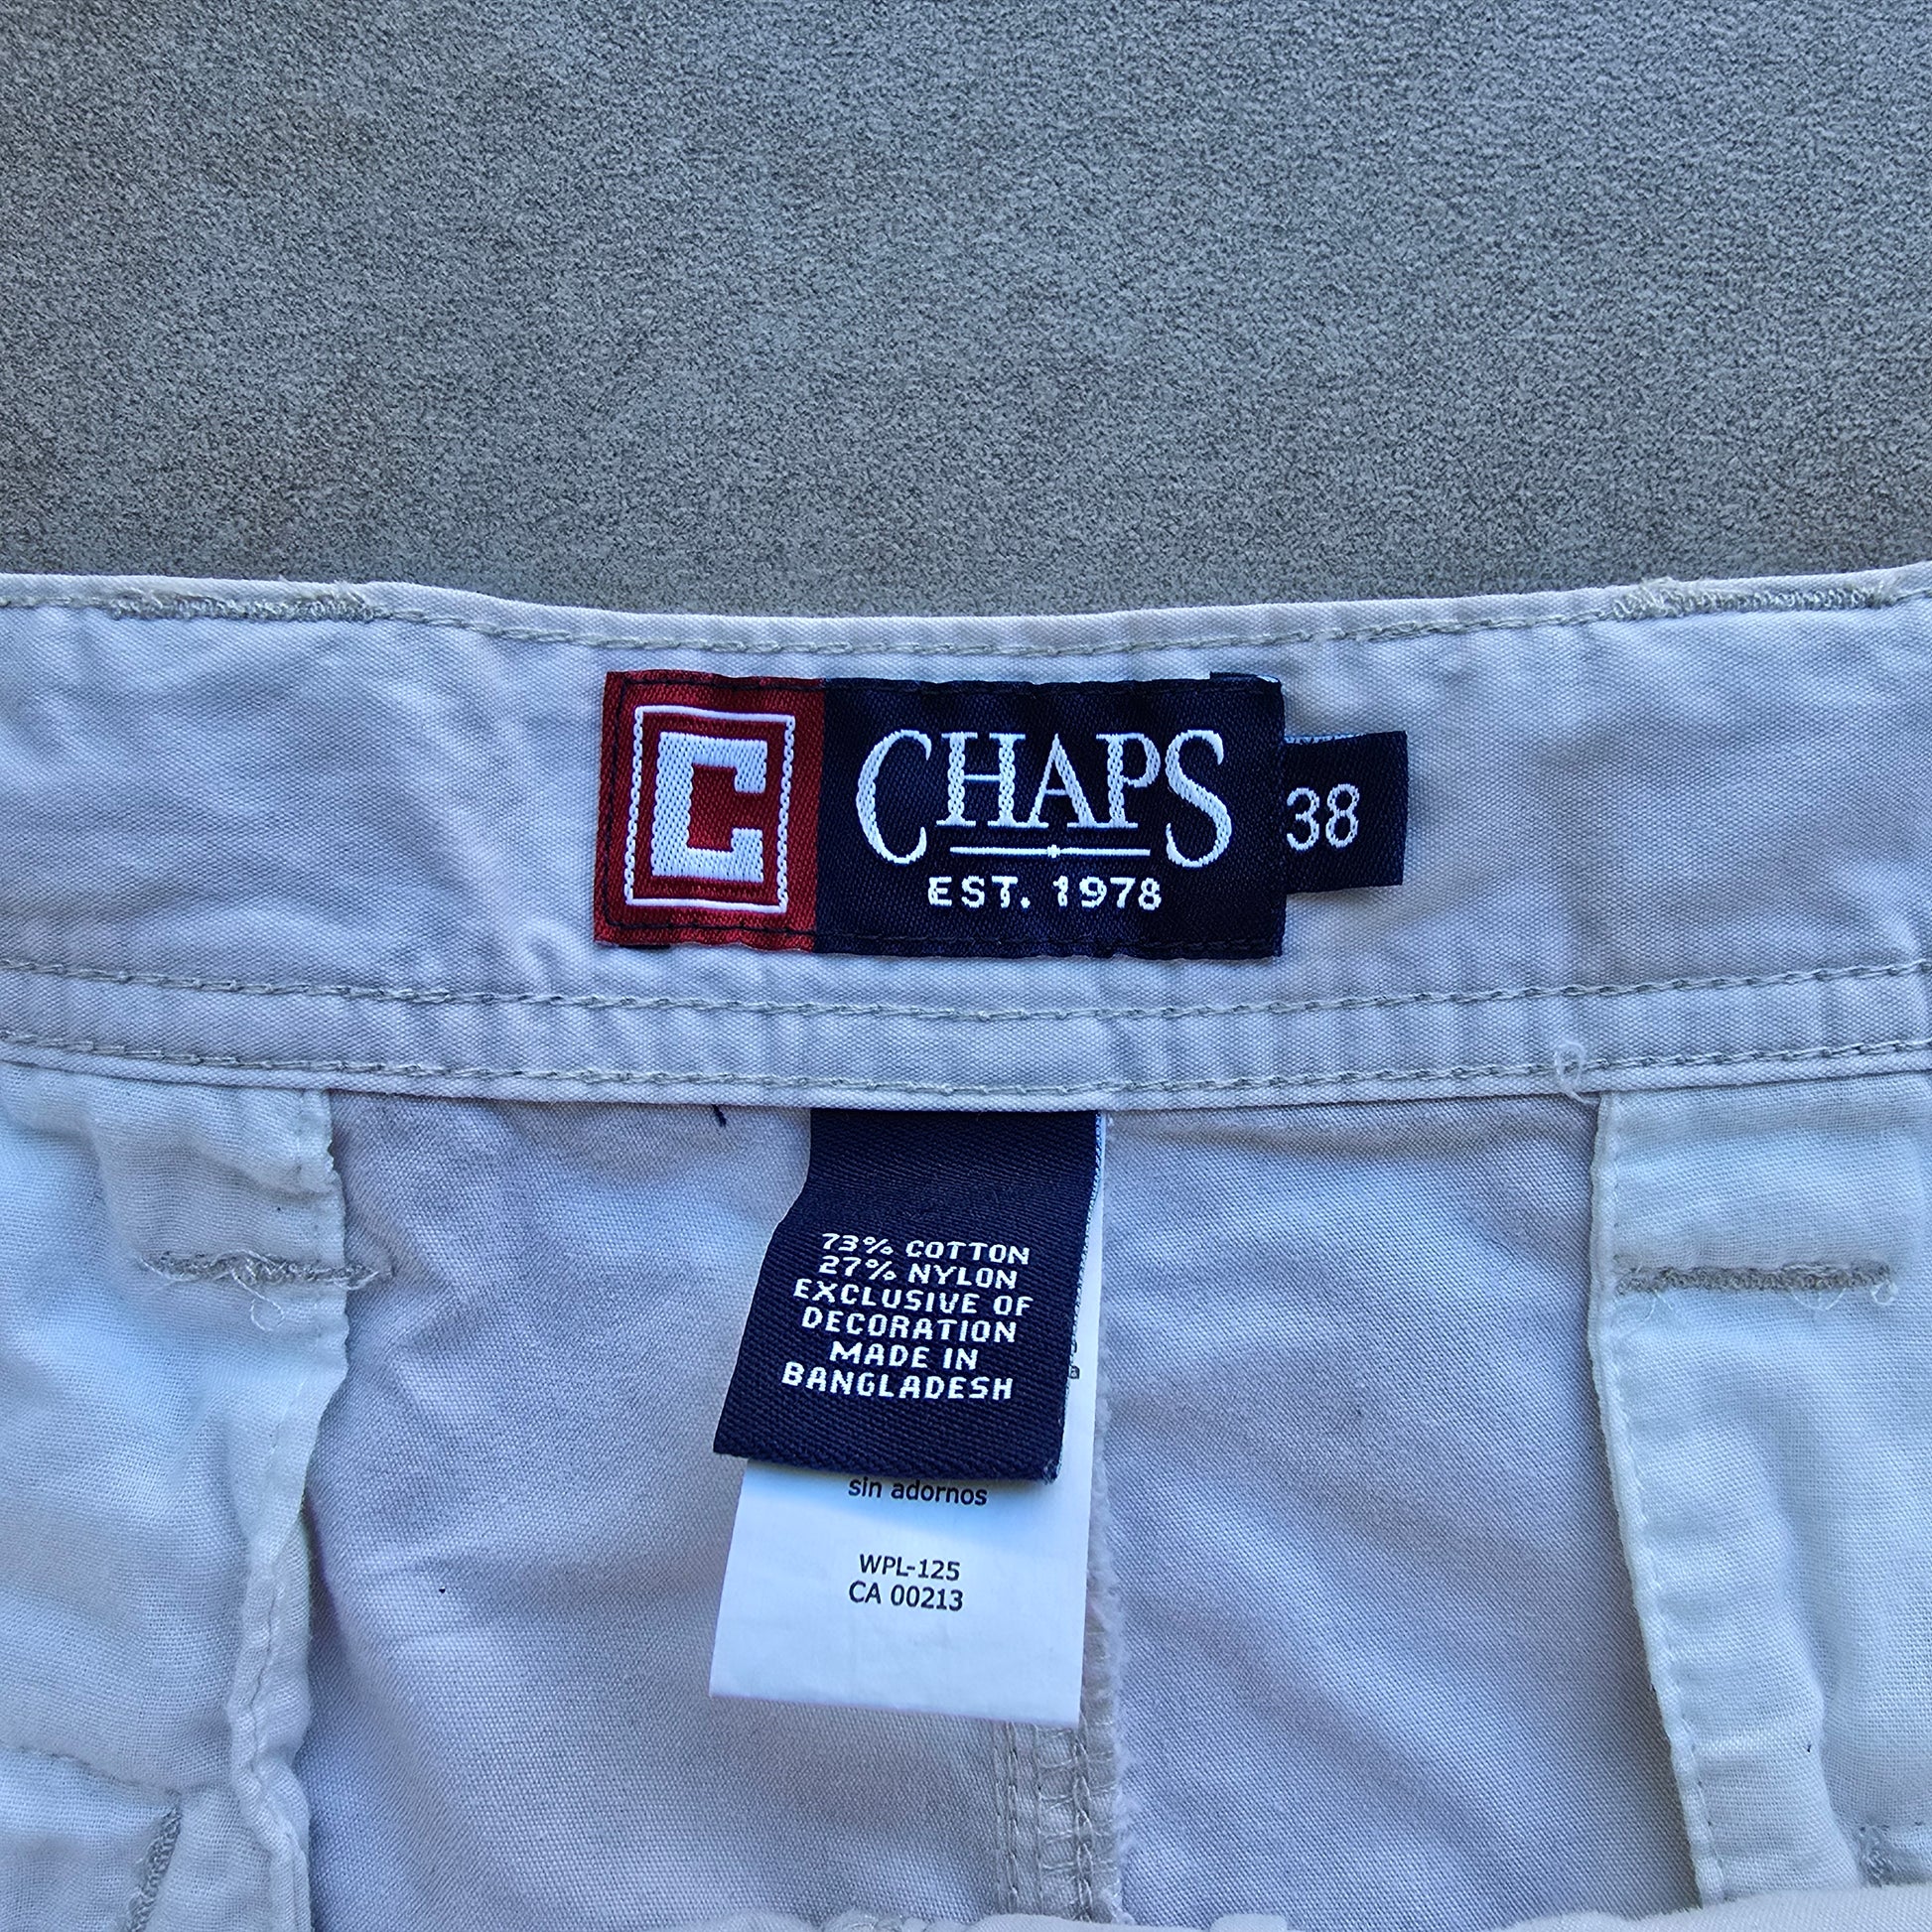 C
CHAPS
EST. 1978
38
73% COTTON
27% NYLON
EXCLUSIVE OF
DECORATION
MADE IN
BANGLADESH
sin adornos
WPL-125
CA 00213